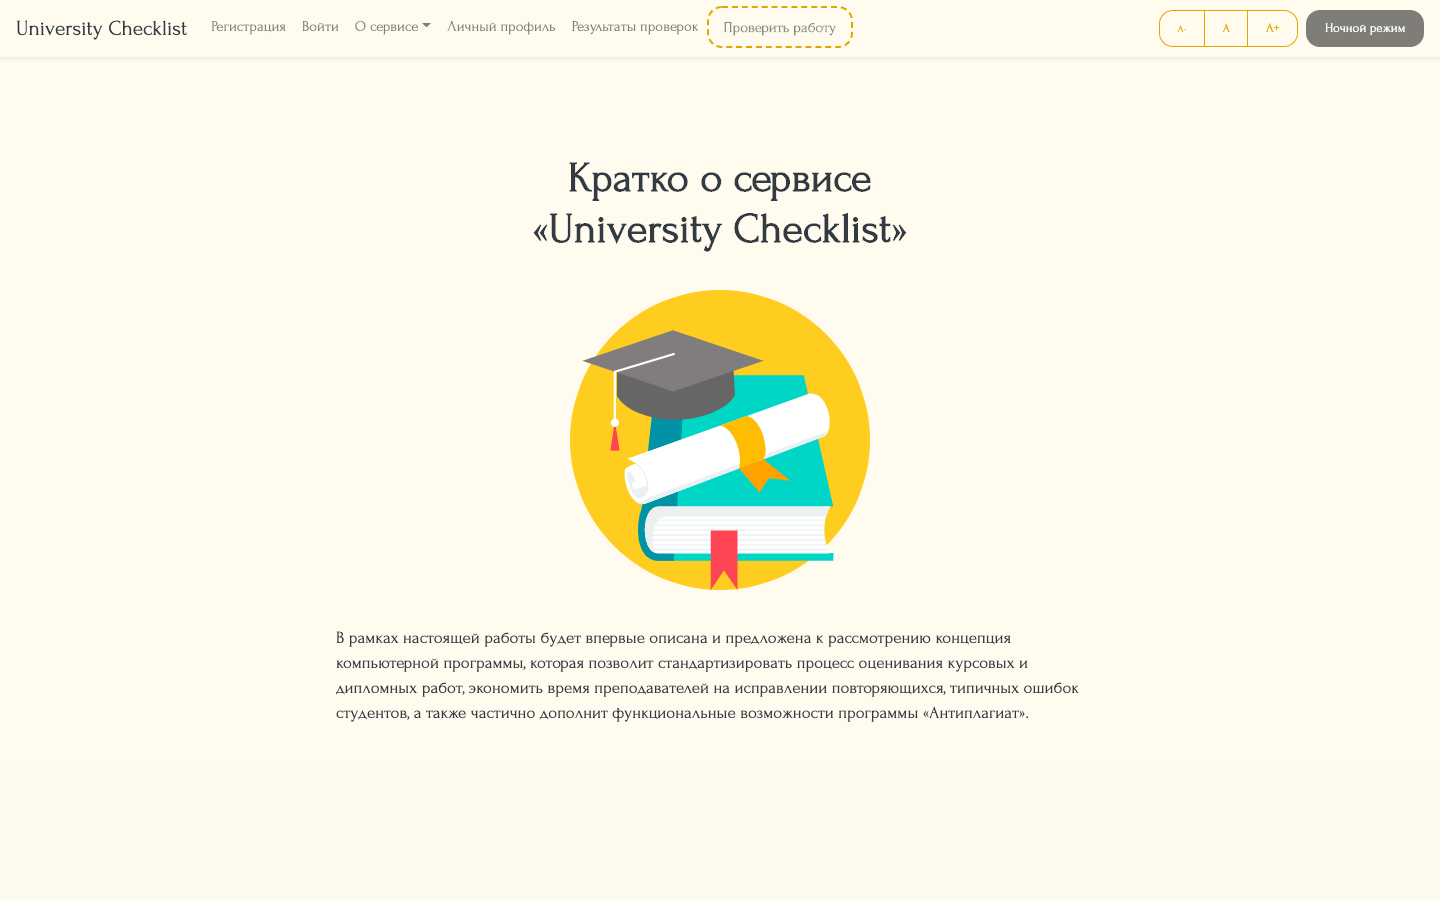 University Checklist
Регистрация
Войти
О сервисе
Личный профиль
Результаты проверок
Проверить работу
A-
A
A+
Ночной режим
Кратко о сервисе
«University Checklist»
В рамках настоящей работы будет впервые описана и предложена к рассмотрению концепция
компьютерной программы, которая позволит стандартизировать процесс оценивания курсовых и
дипломных работ, экономить время преподавателей на исправлении повторяющихся, типичных ошибок
студентов, а также частично дополнит функциональные возможности программы «Антиплагиат».